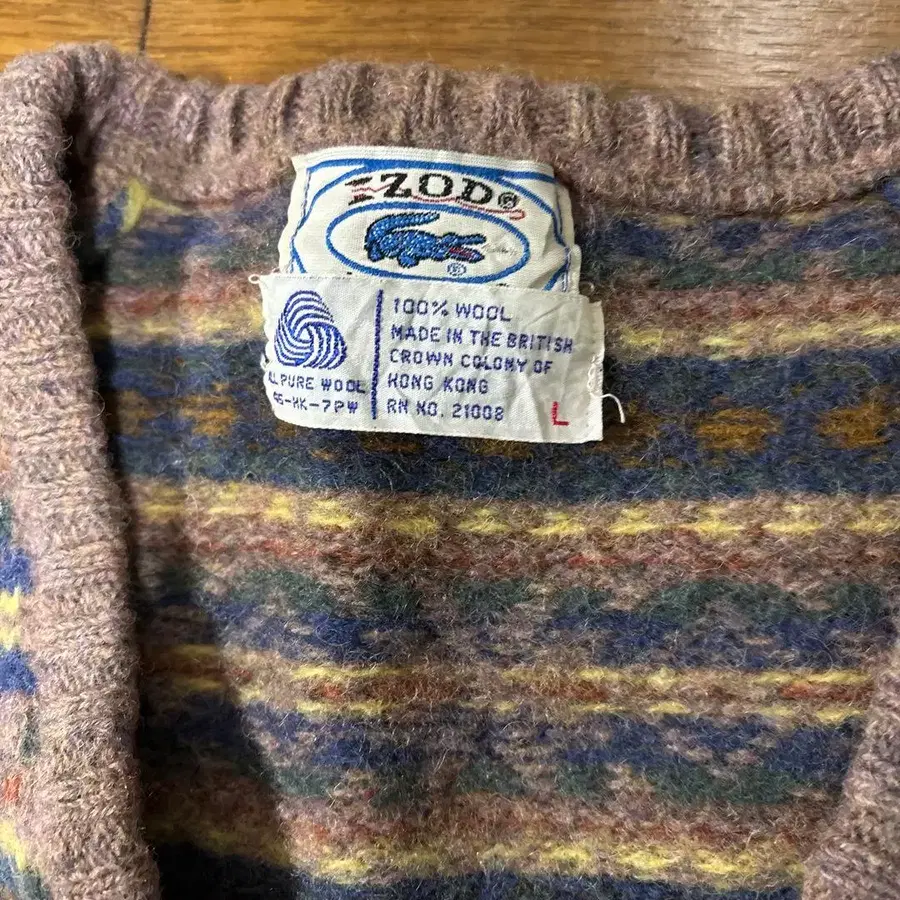 IZOD®
®
100% WOOL
MADE IN THE BRITISH
CROWN COLONY OF
HONG KONG
RN NO. 21008
L
ALL PURE WOOL